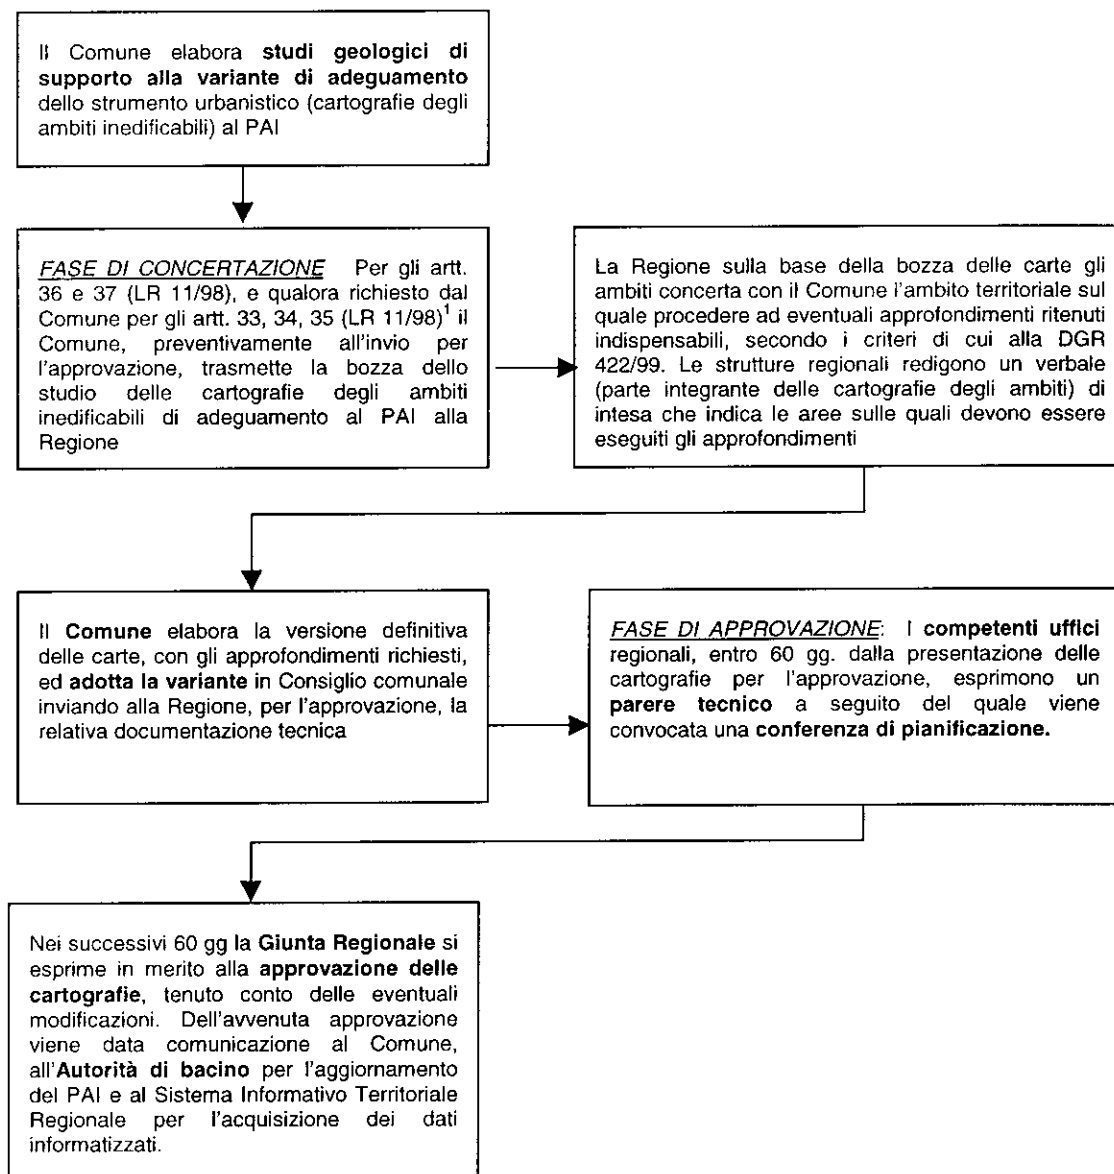 Il Comune elabora studi geologici di
supporto alla variante di adeguamento
dello strumento urbanistico (cartografie degli
ambiti inedificabili) al PAI
FASE DI CONCERTAZIONE Per gli artt.
36 e 37 (LR 11/98), e qualora richiesto dal
Comune per gli artt. 33, 34, 35 (LR 11/98)¹ il
Comune, preventivamente all'invio per
l'approvazione, trasmette la bozza dello
studio delle cartografie degli ambiti
inedificabili di adeguamento al PAI alla
Regione
La Regione sulla base della bozza delle carte gli
ambiti concerta con il Comune l'ambito territoriale sul
quale procedere ad eventuali approfondimenti ritenuti
indispensabili, secondo i criteri di cui alla DGR
422/99. Le strutture regionali redigono un verbale
(parte integrante delle cartografie degli ambiti) di
intesa che indica le aree sulle quali devono essere
eseguiti gli approfondimenti
Il Comune elabora la versione definitiva
delle carte, con gli approfondimenti richiesti,
ed adotta la variante in Consiglio comunale
inviando alla Regione, per l'approvazione, la
relativa documentazione tecnica
FASE DI APPROVAZIONE: I competenti uffici
regionali, entro 60 gg. dalla presentazione delle
cartografie per l'approvazione, esprimono un
parere tecnico a seguito del quale viene
convocata una conferenza di pianificazione.
Nei successivi 60 gg la Giunta Regionale si
esprime in merito alla approvazione delle
cartografie, tenuto conto delle eventuali
modificazioni. Dell'avvenuta approvazione
viene data comunicazione al Comune,
all'Autorità di bacino per l'aggiornamento
del PAI e al Sistema Informativo Territoriale
Regionale per l'acquisizione dei dati
informatizzati.